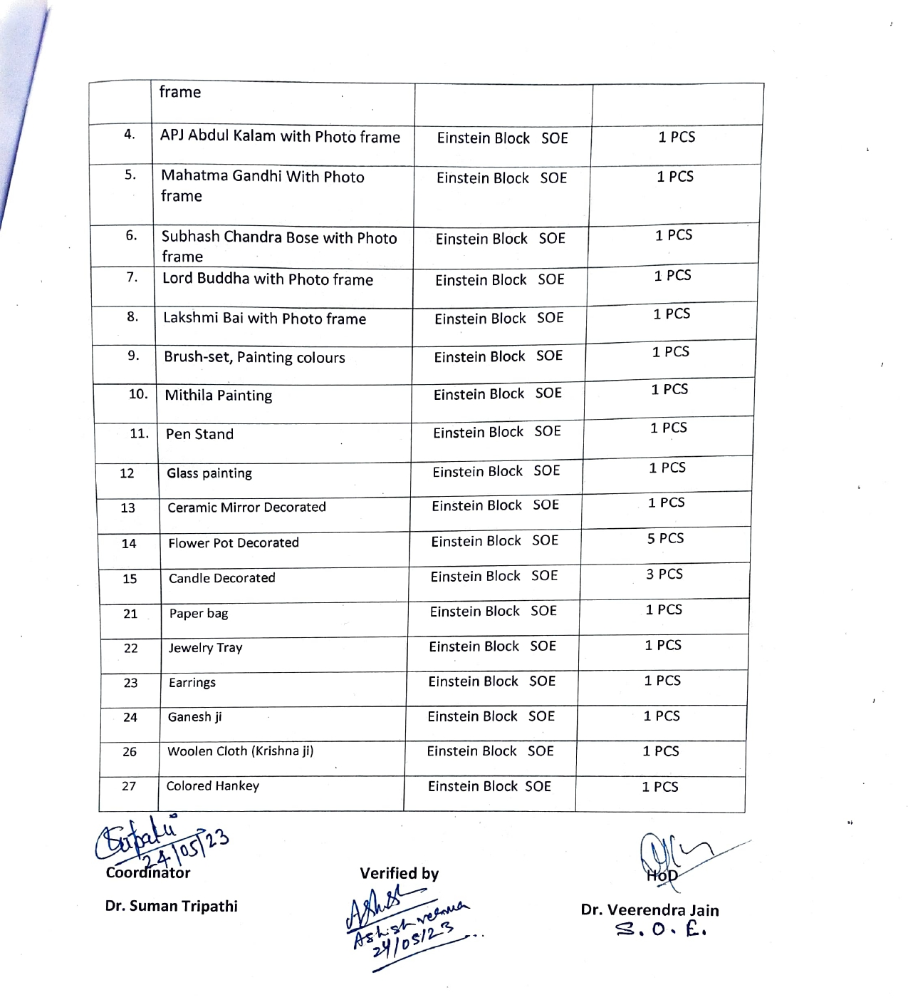 frame
4. APJ Abdul Kalam with Photo frame Einstein Block SOE 1 PCS
5. Mahatma Gandhi With Photo Einstein Block SOE 1 PCS
frame
6. Subhash Chandra Bose with Photo Einstein Block SOE 1 PCS
frame
7. Lord Buddha with Photo frame Einstein Block SOE 1 PCS
8. Lakshmi Bai with Photo frame Einstein Block SOE 1 PCS
9. Brush-set, Painting colours Einstein Block SOE 1 PCS
10. Mithila Painting Einstein Block SOE 1 PCS
11. Pen Stand Einstein Block SOE 1 PCS
12 Glass painting Einstein Block SOE 1 PCS
13 Ceramic Mirror Decorated Einstein Block SOE 1 PCS
14 Flower Pot Decorated Einstein Block SOE 5 PCS
15 Candle Decorated Einstein Block SOE 3 PCS
21 Paper bag Einstein Block SOE 1 PCS
22 Jewelry Tray Einstein Block SOE 1 PCS
23 Earrings Einstein Block SOE 1 PCS
24 Ganesh ji Einstein Block SOE 1 PCS
26 Woolen Cloth (Krishna ji) Einstein Block SOE 1 PCS
27 Colored Hankey Einstein Block SOE 1 PCS
24/05/23
Coordinator Verified by HoD
Dr. Suman Tripathi Dr. Veerendra Jain
S.O.E.
Ashish
Ashish verma
24/05/23